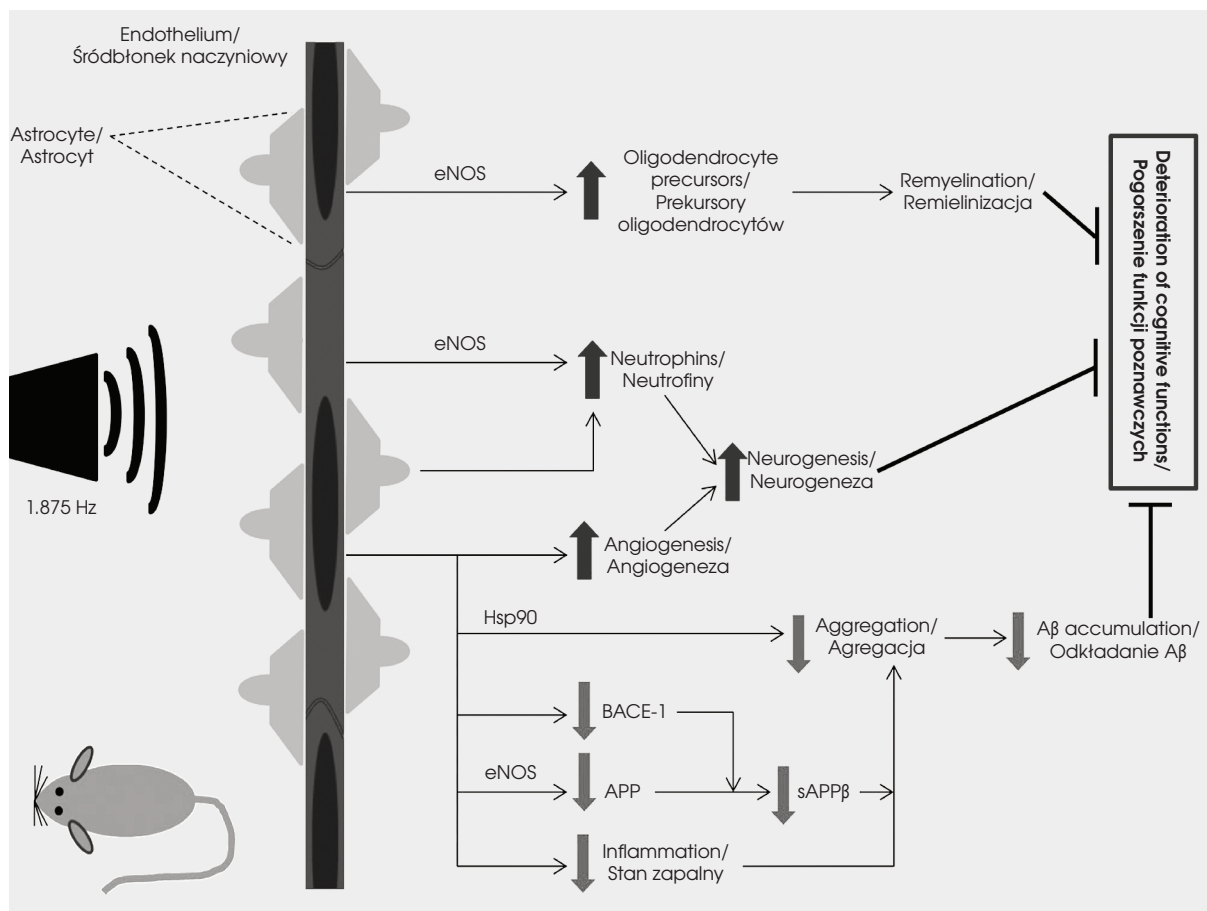 Endothelium/
Śródbłonek naczyniowy
Astrocyte/
Astrocyt
eNOS
Oligodendrocyte
precursors/
Prekursory
oligodendrocytów
Remyelination/
Remielinizacja
Deterioration of cognitive functions/
Pogorszenie funkcji poznawczych
eNOS
Neutrophins/
Neutrofiny
Neurogenesis/
Neurogeneza
1.875 Hz
Angiogenesis/
Angiogeneza
Hsp90
Aggregation/
Agregacja
Aβ accumulation/
Odkładanie Aβ
BACE-1
eNOS
APP
sAPPβ
Inflammation/
Stan zapalny